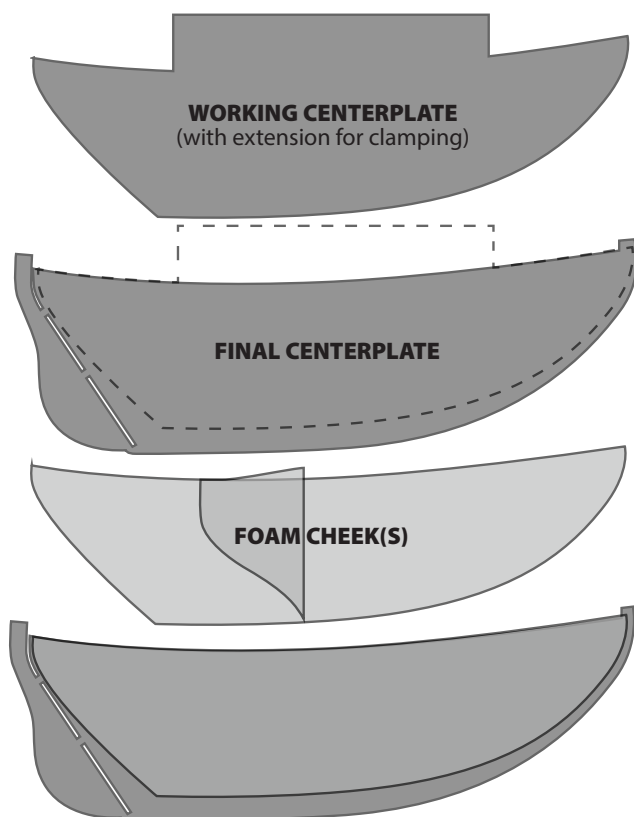 WORKING CENTERPLATE
(with extension for clamping)
FINAL CENTERPLATE
FOAM CHEEK(S)